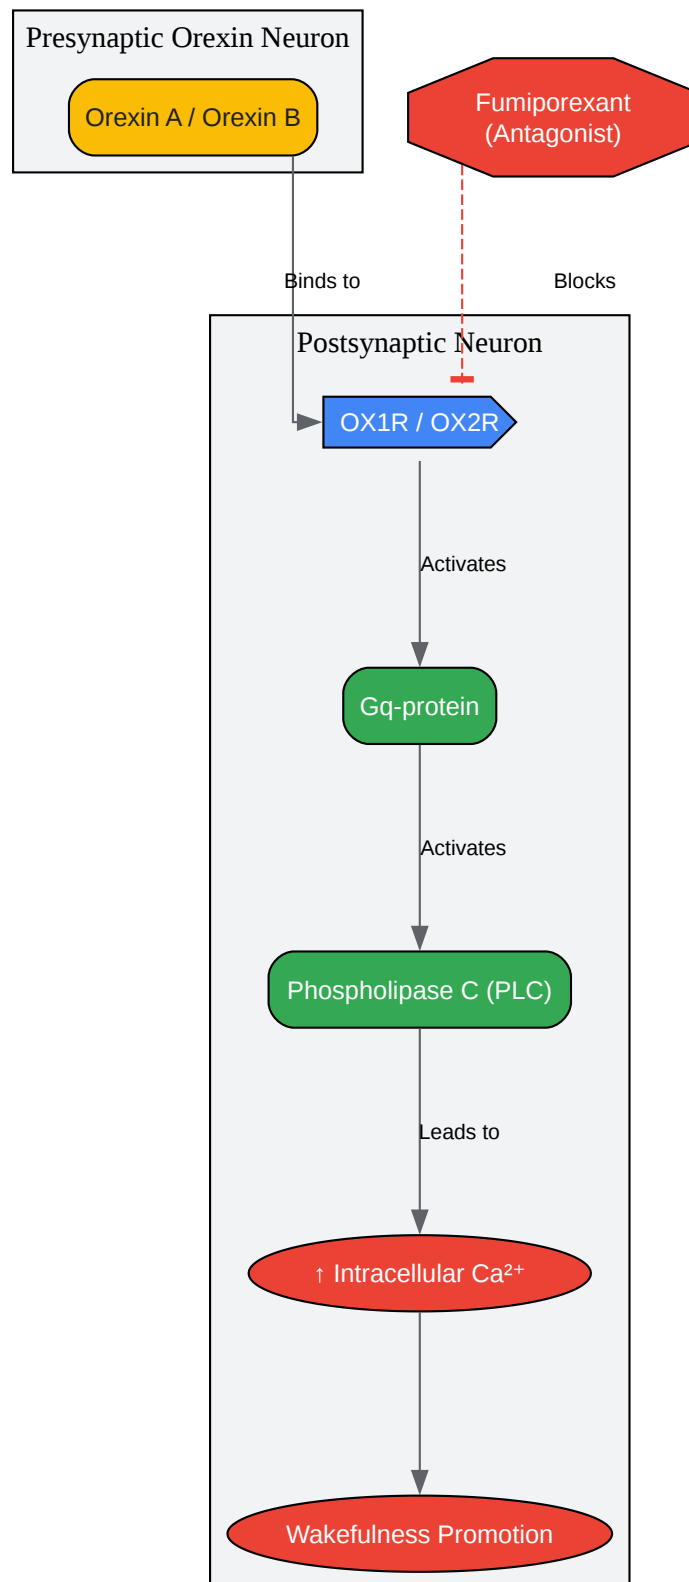 Presynaptic Orexin Neuron
Orexin A / Orexin B
Fumiporexant
(Antagonist)
Binds to
Blocks
Postsynaptic Neuron
OX1R / OX2R
Activates
Gq-protein
Activates
Phospholipase C (PLC)
Leads to
↑ Intracellular Ca²⁺
Wakefulness Promotion